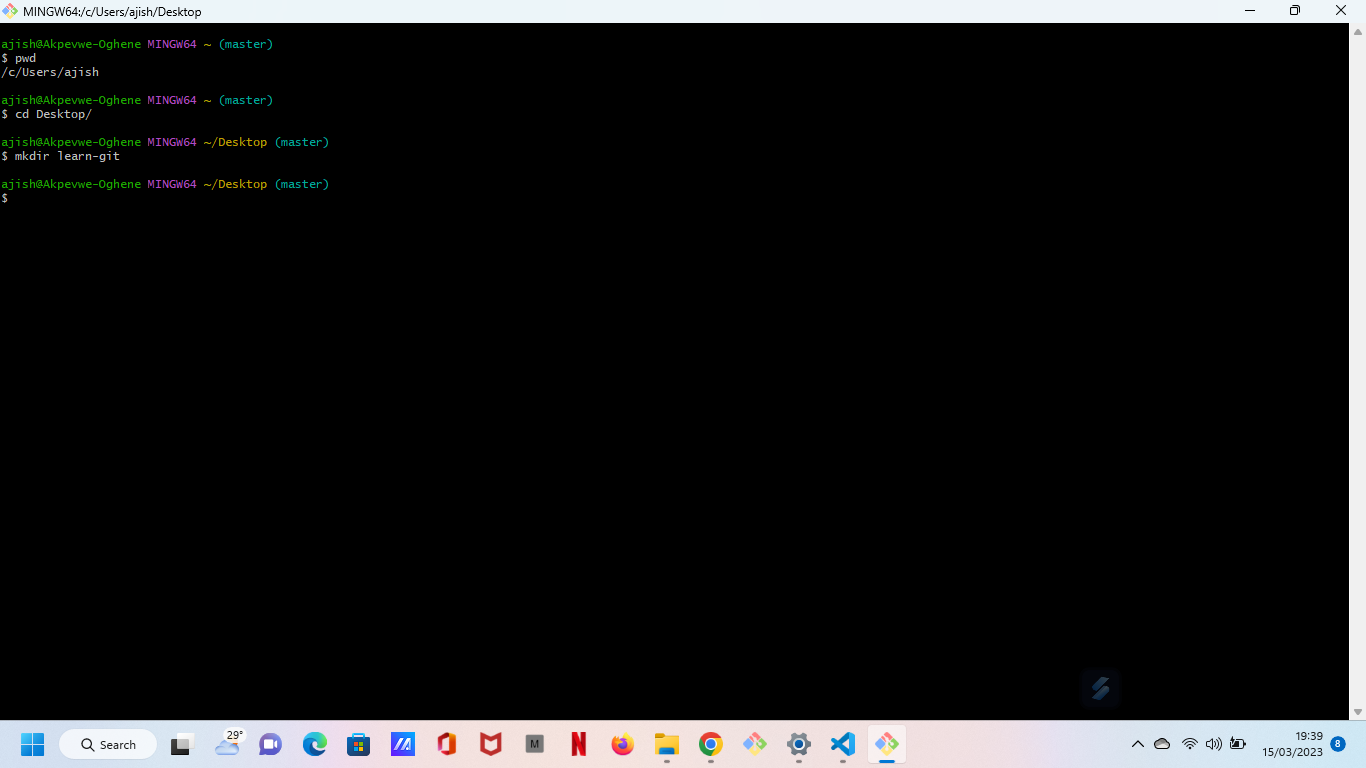 MINGW64:/c/Users/ajish/Desktop
ajish@Akpevwe-Oghene MINGW64 ~ (master)
$ pwd
/c/Users/ajish
ajish@Akpevwe-Oghene MINGW64 ~ (master)
$ cd Desktop/
ajish@Akpevwe-Oghene MINGW64 ~/Desktop (master)
$ mkdir learn-git
ajish@Akpevwe-Oghene MINGW64 ~/Desktop (master)
$
29°
Search
M
N
19:39
15/03/2023
8